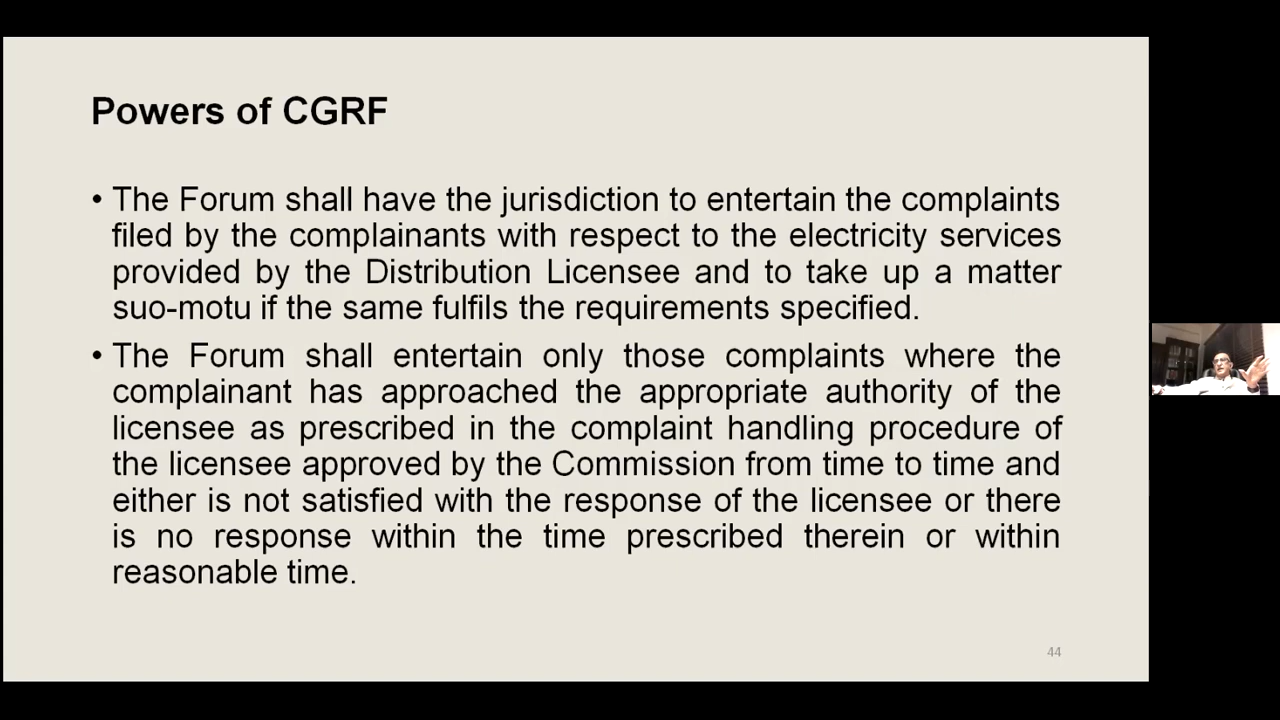 Powers of CGRF
• The Forum shall have the jurisdiction to entertain the complaints
filed by the complainants with respect to the electricity services
provided by the Distribution Licensee and to take up a matter
suo-motu if the same fulfils the requirements specified.
• The Forum shall entertain only those complaints where the
complainant has approached the appropriate authority of the
licensee as prescribed in the complaint handling procedure of
the licensee approved by the Commission from time to time and
either is not satisfied with the response of the licensee or there
is no response within the time prescribed therein or within
reasonable time.
44